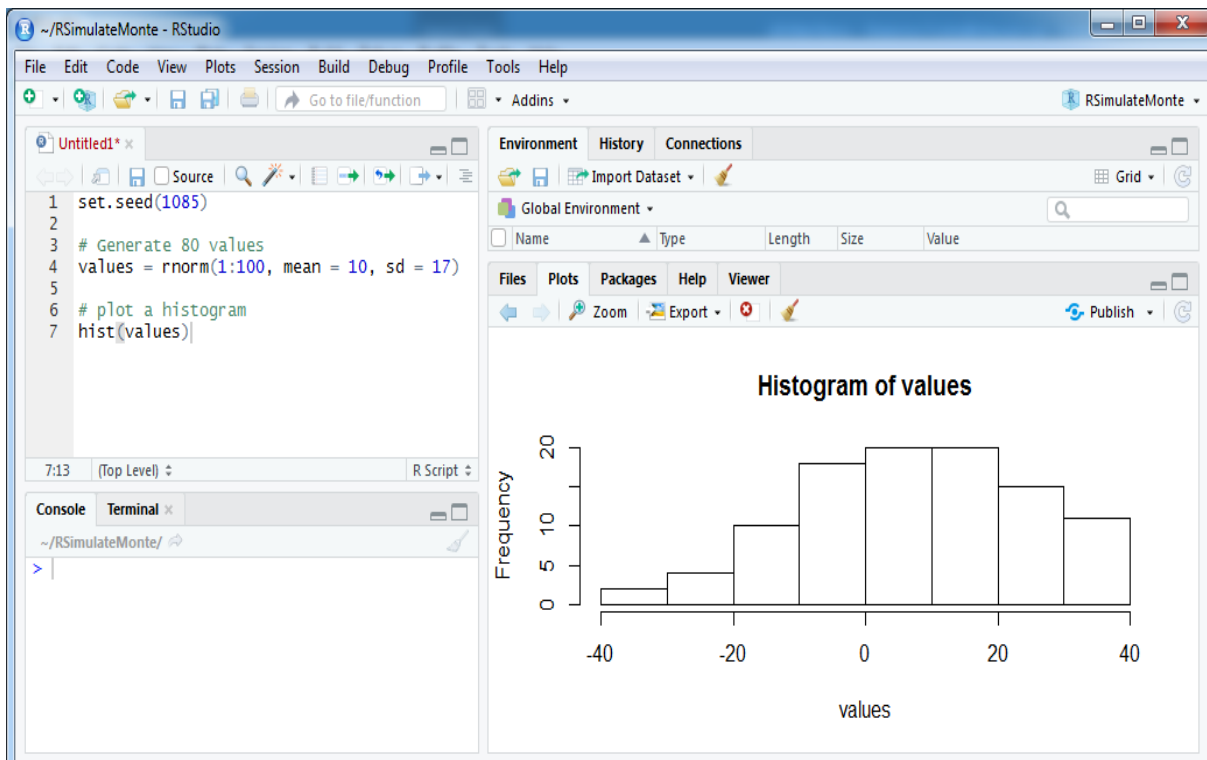 ~/RSimulateMonte - RStudio
File Edit Code View Plots Session Build Debug Profile Tools Help
Go to file/function Addins RSimulateMonte
Untitled1*
Source
1 set.seed(1085)
2
3 # Generate 80 values
4 values = rnorm(1:100, mean = 10, sd = 17)
5
6 # plot a histogram
7 hist(values)
7:13 (Top Level) R Script
Console Terminal
~/RSimulateMonte/
>
Environment History Connections
Import Dataset Grid
Global Environment
Name Type Length Size Value
Files Plots Packages Help Viewer
Zoom Export Publish
Histogram of values
Frequency
20
10
5
0
-40 -20 0 20 40
values